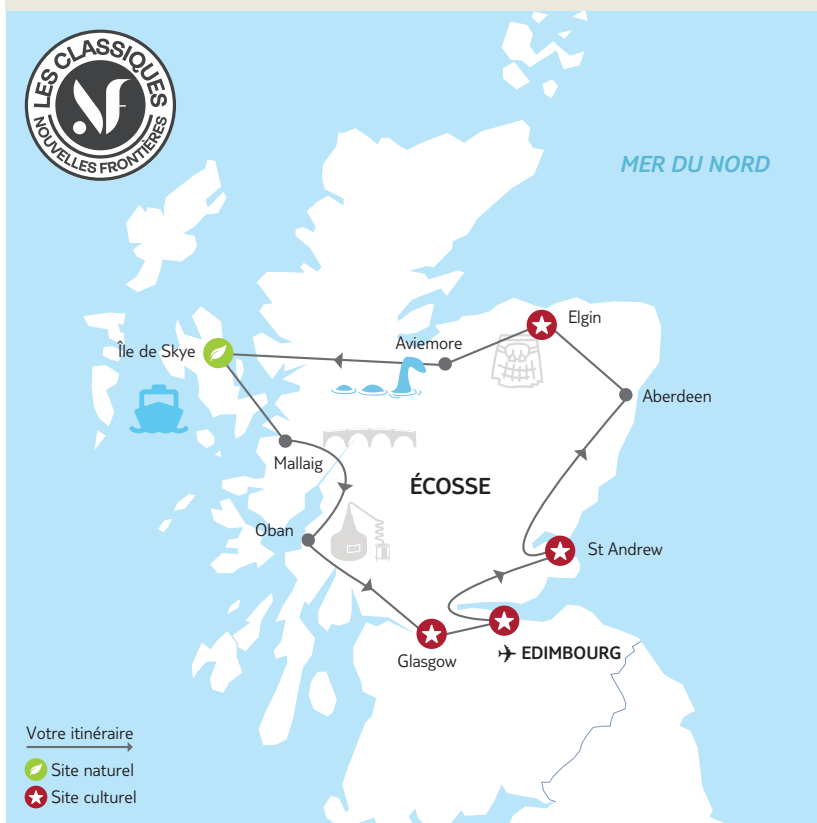 LES CLASSIQUES
NF
NOUVELLES FRONTIÈRES
MER DU NORD
Elgin
Aviemore
Île de Skye
Aberdeen
Mallaig
ÉCOSSE
Oban
St Andrew
EDIMBOURG
Glasgow
Votre itinéraire
Site naturel
Site culturel